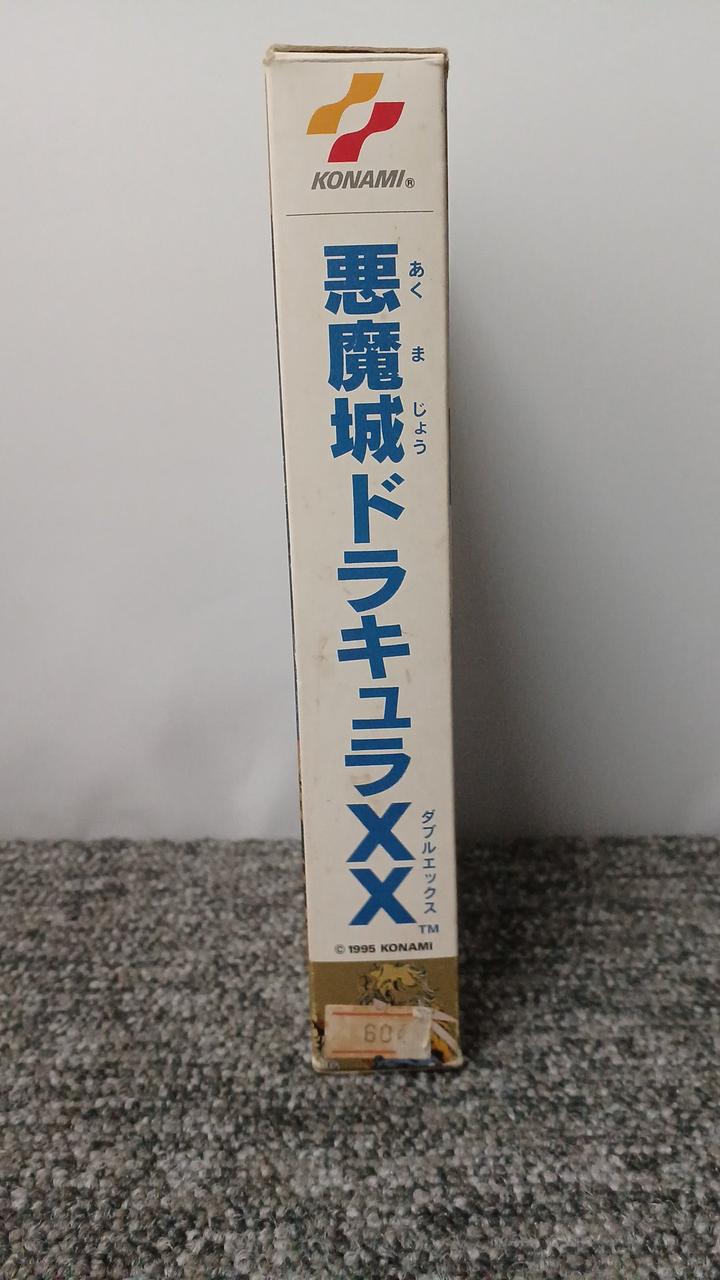 KONAMI®
悪魔城ドラキュラXX
あく ま じょう
ダブルエックス
TM
© 1995 KONAMI